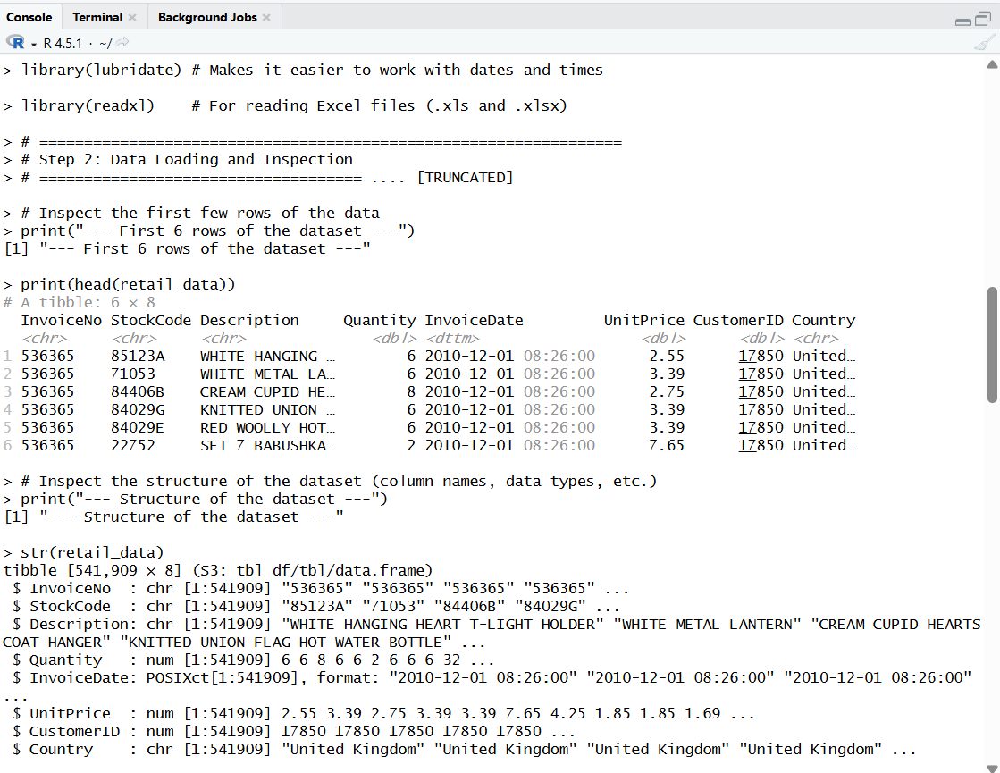 Console Terminal Background Jobs
R R 4.5.1 · ~/
> library(lubridate) # Makes it easier to work with dates and times
> library(readxl)    # For reading Excel files (.xls and .xlsx)
> # =================================================================
> # Step 2: Data Loading and Inspection
> # ==================================== .... [TRUNCATED]
> # Inspect the first few rows of the data
> print("--- First 6 rows of the dataset ---")
[1] "--- First 6 rows of the dataset ---"
> print(head(retail_data))
# A tibble: 6 × 8
  InvoiceNo StockCode Description     Quantity InvoiceDate         UnitPrice CustomerID Country
  <chr>     <chr>     <chr>              <dbl> <dttm>                  <dbl>      <dbl> <chr>
1 536365    85123A    WHITE HANGING …        6 2010-12-01 08:26:00      2.55      17850 United…
2 536365    71053     WHITE METAL LA…        6 2010-12-01 08:26:00      3.39      17850 United…
3 536365    84406B    CREAM CUPID HE…        8 2010-12-01 08:26:00      2.75      17850 United…
4 536365    84029G    KNITTED UNION …        6 2010-12-01 08:26:00      3.39      17850 United…
5 536365    84029E    RED WOOLLY HOT…        6 2010-12-01 08:26:00      3.39      17850 United…
6 536365    22752     SET 7 BABUSHKA…        2 2010-12-01 08:26:00      7.65      17850 United…
> # Inspect the structure of the dataset (column names, data types, etc.)
> print("--- Structure of the dataset ---")
[1] "--- Structure of the dataset ---"
> str(retail_data)
tibble [541,909 × 8] (S3: tbl_df/tbl/data.frame)
 $ InvoiceNo  : chr [1:541909] "536365" "536365" "536365" "536365" ...
 $ StockCode  : chr [1:541909] "85123A" "71053" "84406B" "84029G" ...
 $ Description: chr [1:541909] "WHITE HANGING HEART T-LIGHT HOLDER" "WHITE METAL LANTERN" "CREAM CUPID HEARTS
COAT HANGER" "KNITTED UNION FLAG HOT WATER BOTTLE" ...
 $ Quantity   : num [1:541909] 6 6 8 6 6 2 6 6 6 32 ...
 $ InvoiceDate: POSIXct[1:541909], format: "2010-12-01 08:26:00" "2010-12-01 08:26:00" "2010-12-01 08:26:00"
...
 $ UnitPrice  : num [1:541909] 2.55 3.39 2.75 3.39 3.39 7.65 4.25 1.85 1.85 1.69 ...
 $ CustomerID : num [1:541909] 17850 17850 17850 17850 17850 ...
 $ Country    : chr [1:541909] "United Kingdom" "United Kingdom" "United Kingdom" "United Kingdom" ...